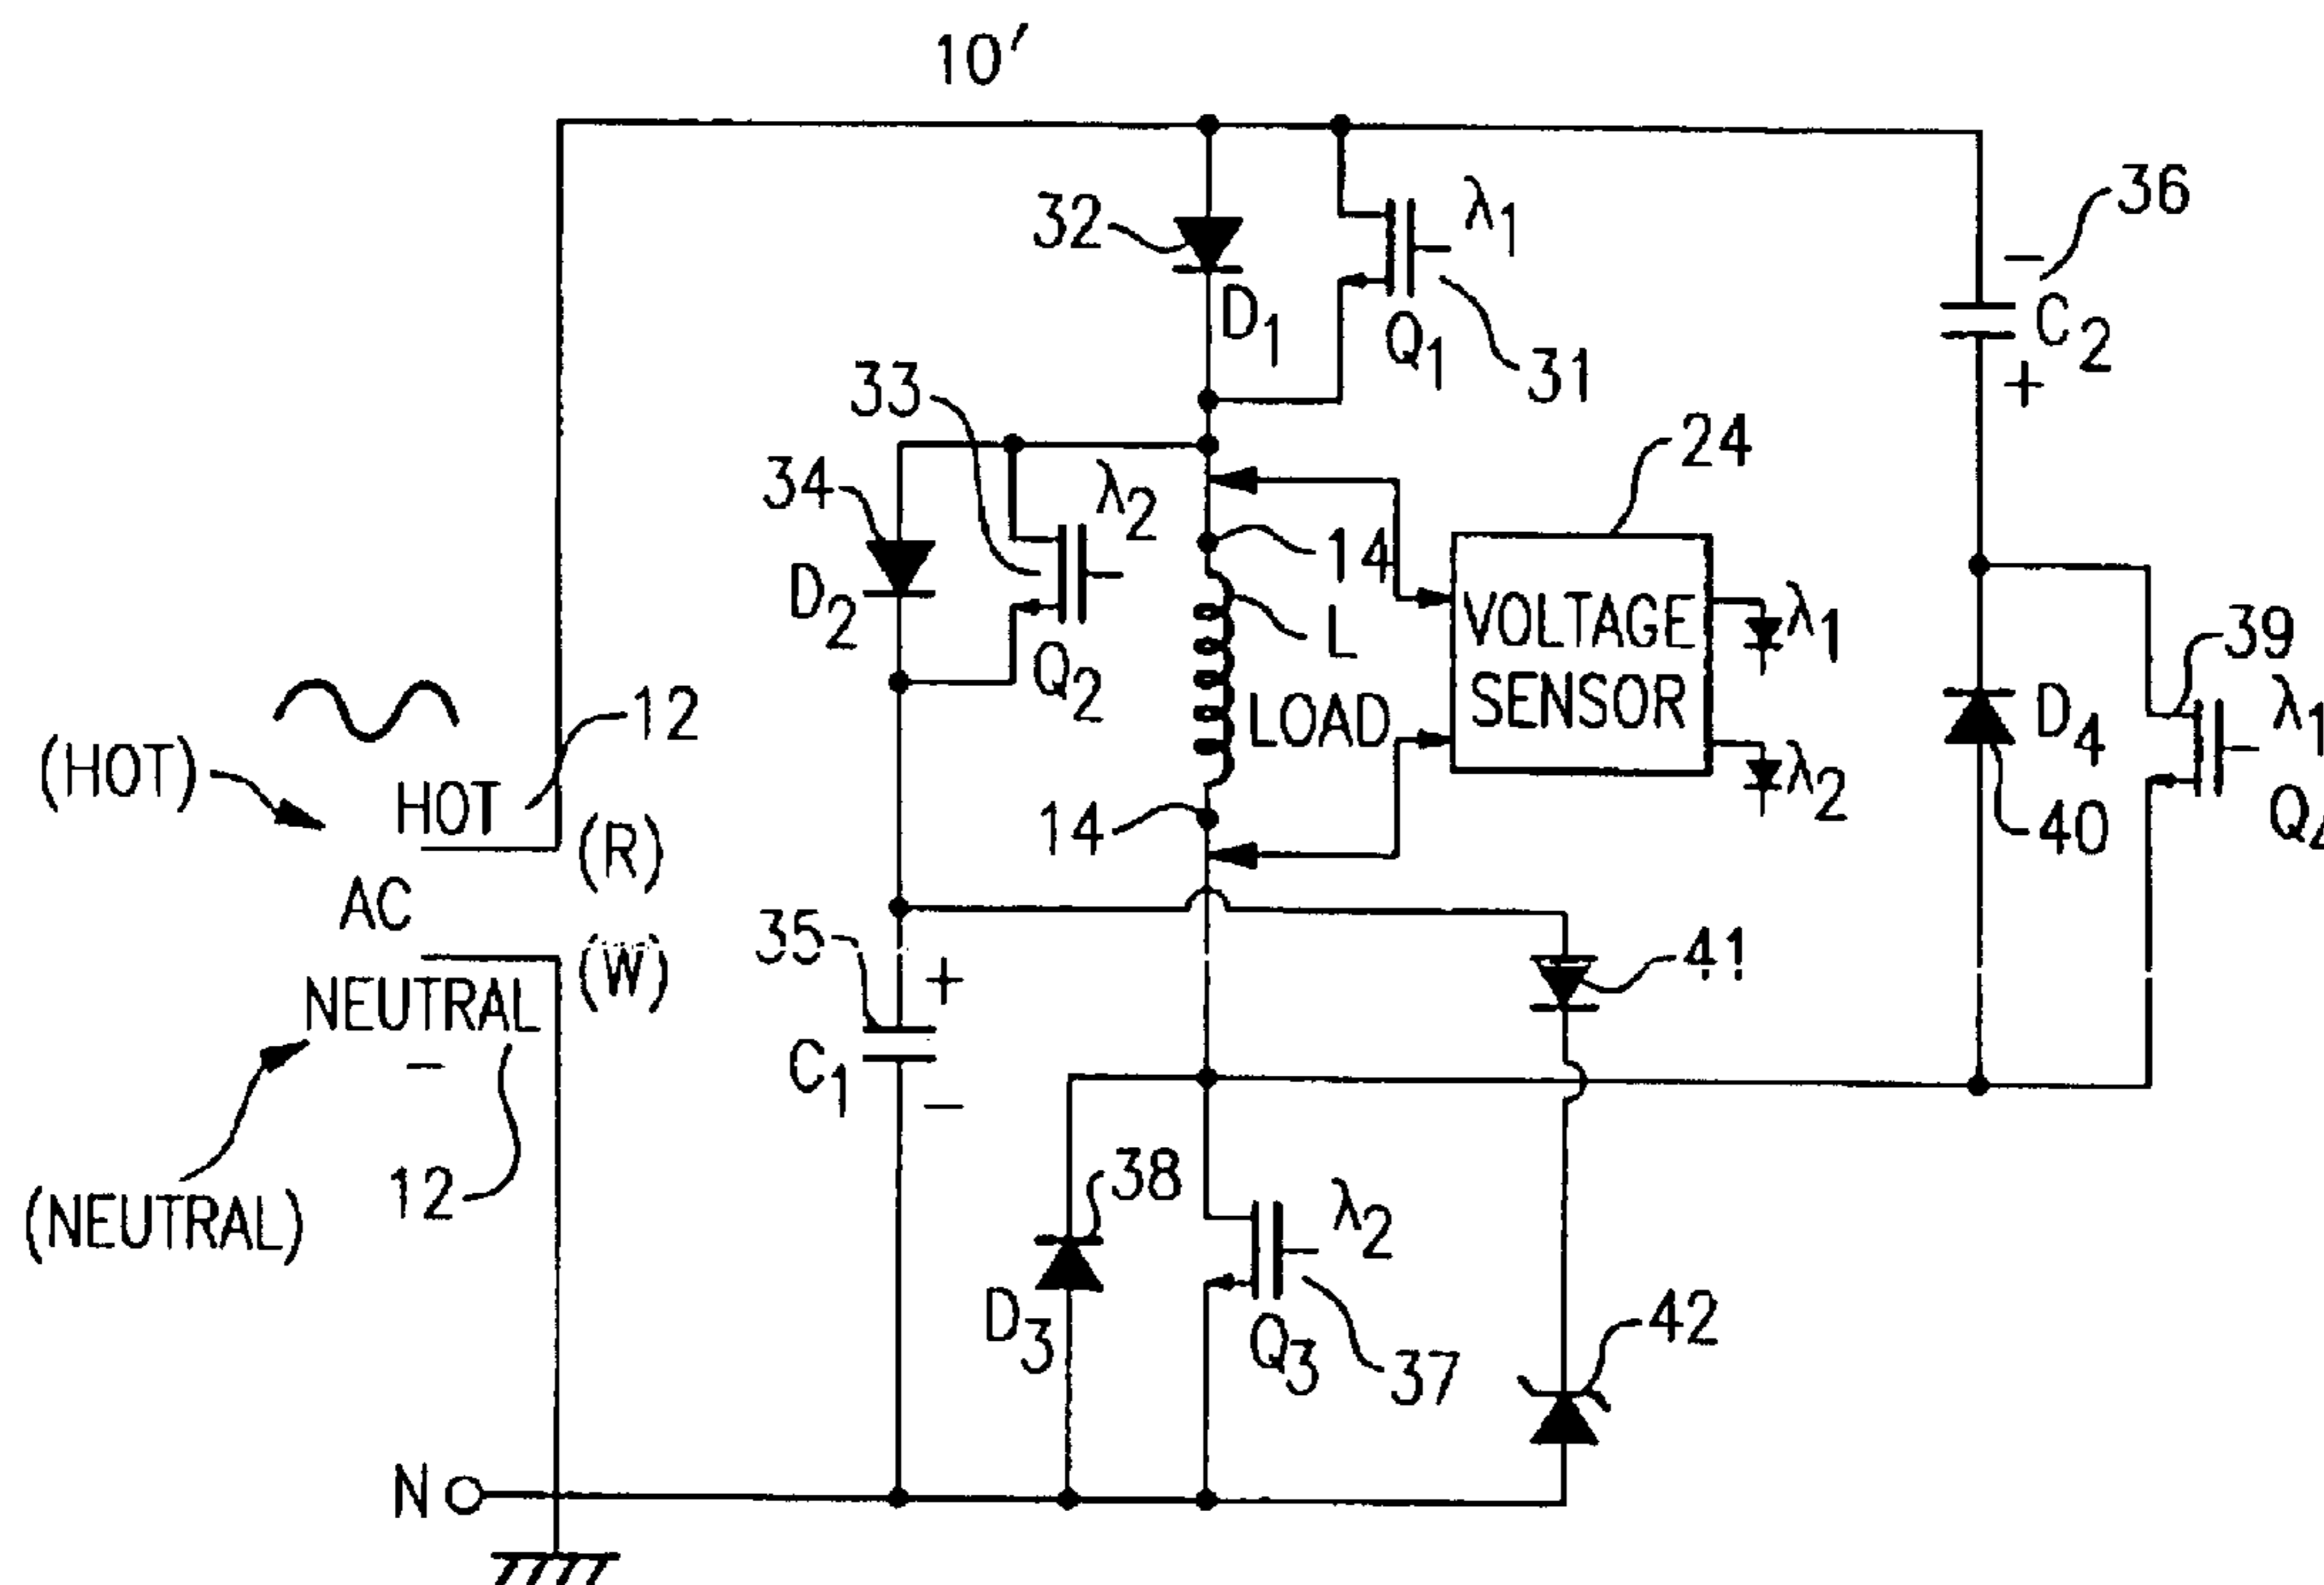 10′
36
32
λ1
−
C2
D1
Q1
31
+
33
24
34
λ2
14
39
VOLTAGE
SENSOR
λ1
D2
L
Q2
12
LOAD
D4
λ1
(HOT)
HOT
λ2
14
40
(R)
AC
35
(W)
+
41
NEUTRAL
−
C1
−
38
12
λ2
(NEUTRAL)
D3
Q3
42
37
N